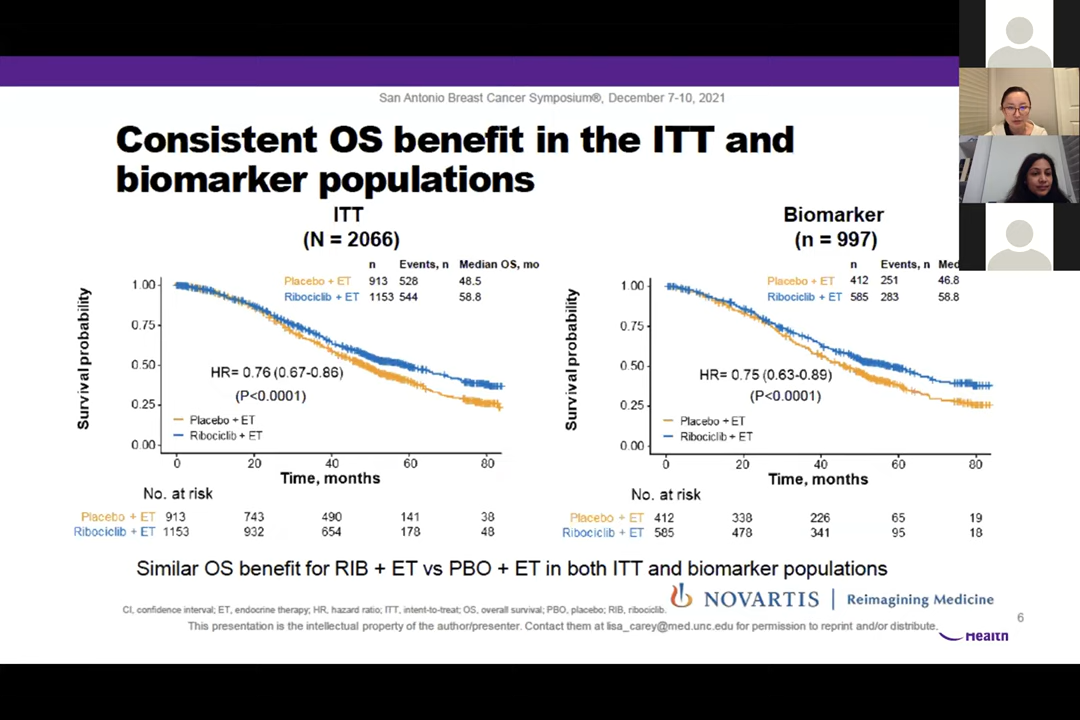 San Antonio Breast Cancer Symposium®, December 7-10, 2021
Consistent OS benefit in the ITT and
biomarker populations
ITT
(N = 2066)
n Events, n Median OS, mo
Placebo + ET 913 528 48.5
Ribociclib + ET 1153 544 58.8
Survival probability
1.00
0.75
0.50
0.25
0.00
HR= 0.76 (0.67-0.86)
(P<0.0001)
Placebo + ET
Ribociclib + ET
0 20 40 60 80
Time, months
No. at risk
Placebo + ET 913 743 490 141 38
Ribociclib + ET 1153 932 654 178 48
Biomarker
(n = 997)
n Events, n
Placebo + ET 412 251 46.8
Ribociclib + ET 585 283 58.8
Survival probability
1.00
0.75
0.50
0.25
0.00
HR= 0.75 (0.63-0.89)
(P<0.0001)
Placebo + ET
Ribociclib + ET
0 20 40 60 80
Time, months
No. at risk
Placebo + ET 412 338 226 65 19
Ribociclib + ET 585 478 341 95 18
Similar OS benefit for RIB + ET vs PBO + ET in both ITT and biomarker populations
NOVARTIS | Reimagining Medicine
CI, confidence interval; ET, endocrine therapy; HR, hazard ratio; ITT, intent-to-treat; OS, overall survival; PBO, placebo; RIB, ribociclib.
6
This presentation is the intellectual property of the author/presenter. Contact them at lisa_carey@med.unc.edu for permission to reprint and/or distribute.
Health